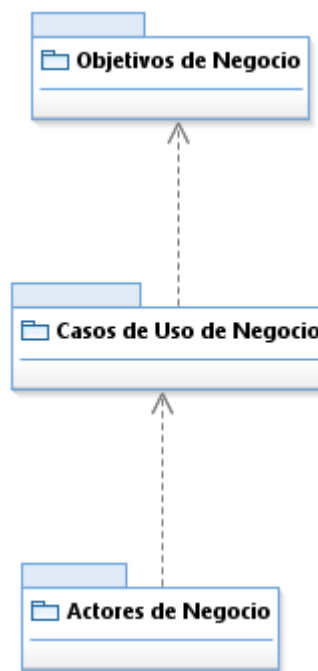 Objetivos de Negocio
Casos de Uso de Negocio
Actores de Negocio